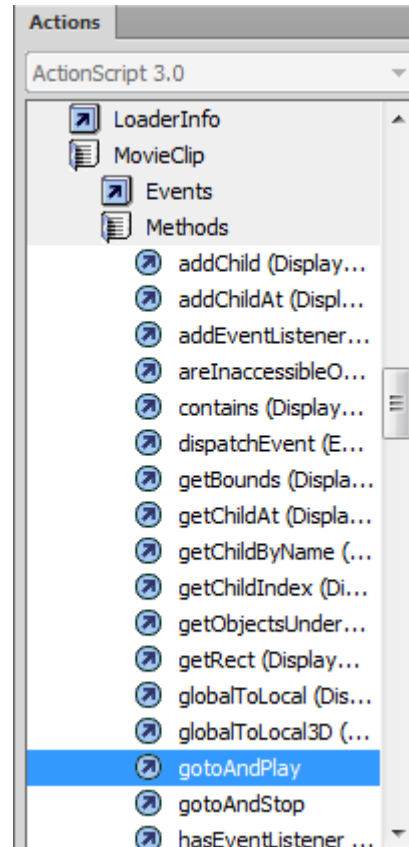 Actions
ActionScript 3.0
LoaderInfo
MovieClip
Events
Methods
addChild (Display...
addChildAt (Displ...
addEventListener...
areInaccessibleO...
contains (Display...
dispatchEvent (E...
getBounds (Displa...
getChildAt (Displa...
getChildByName (...
getChildIndex (Di...
getObjectsUnder...
getRect (Display...
globalToLocal (Dis...
globalToLocal3D (...
gotoAndPlay
gotoAndStop
hasEventListener ...